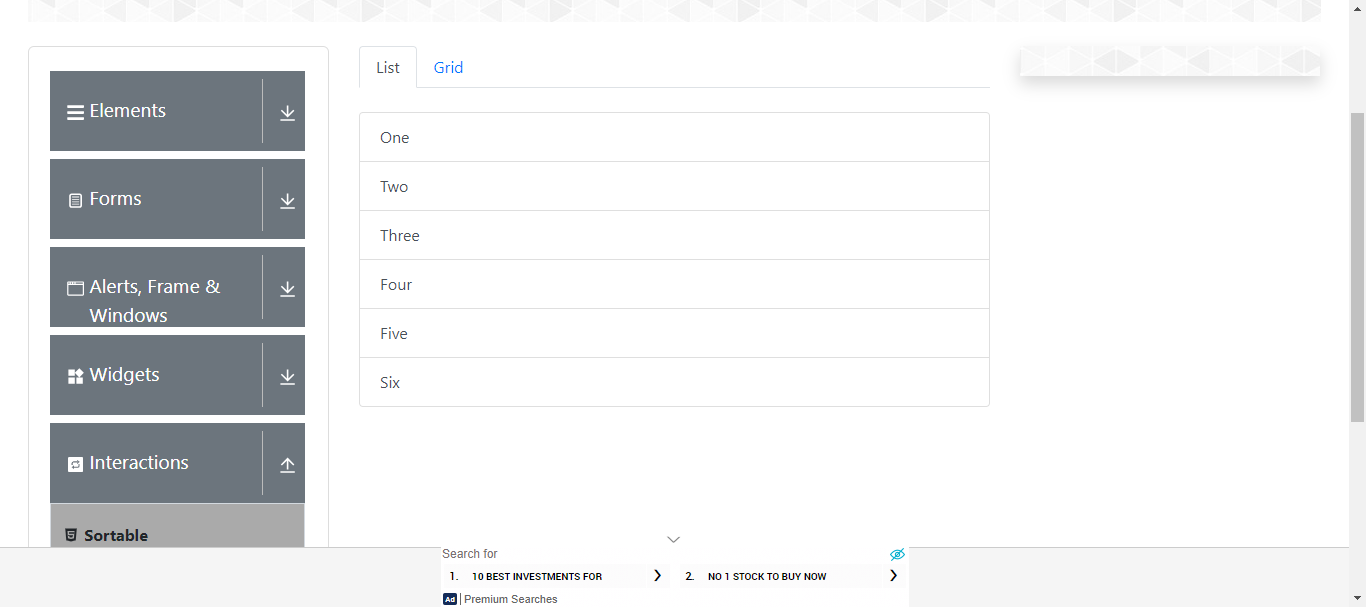 Elements
Forms
Alerts, Frame &
Windows
Widgets
Interactions
Sortable
List
Grid
One
Two
Three
Four
Five
Six
Search for
1. 10 BEST INVESTMENTS FOR
2. NO 1 STOCK TO BUY NOW
Ad | Premium Searches